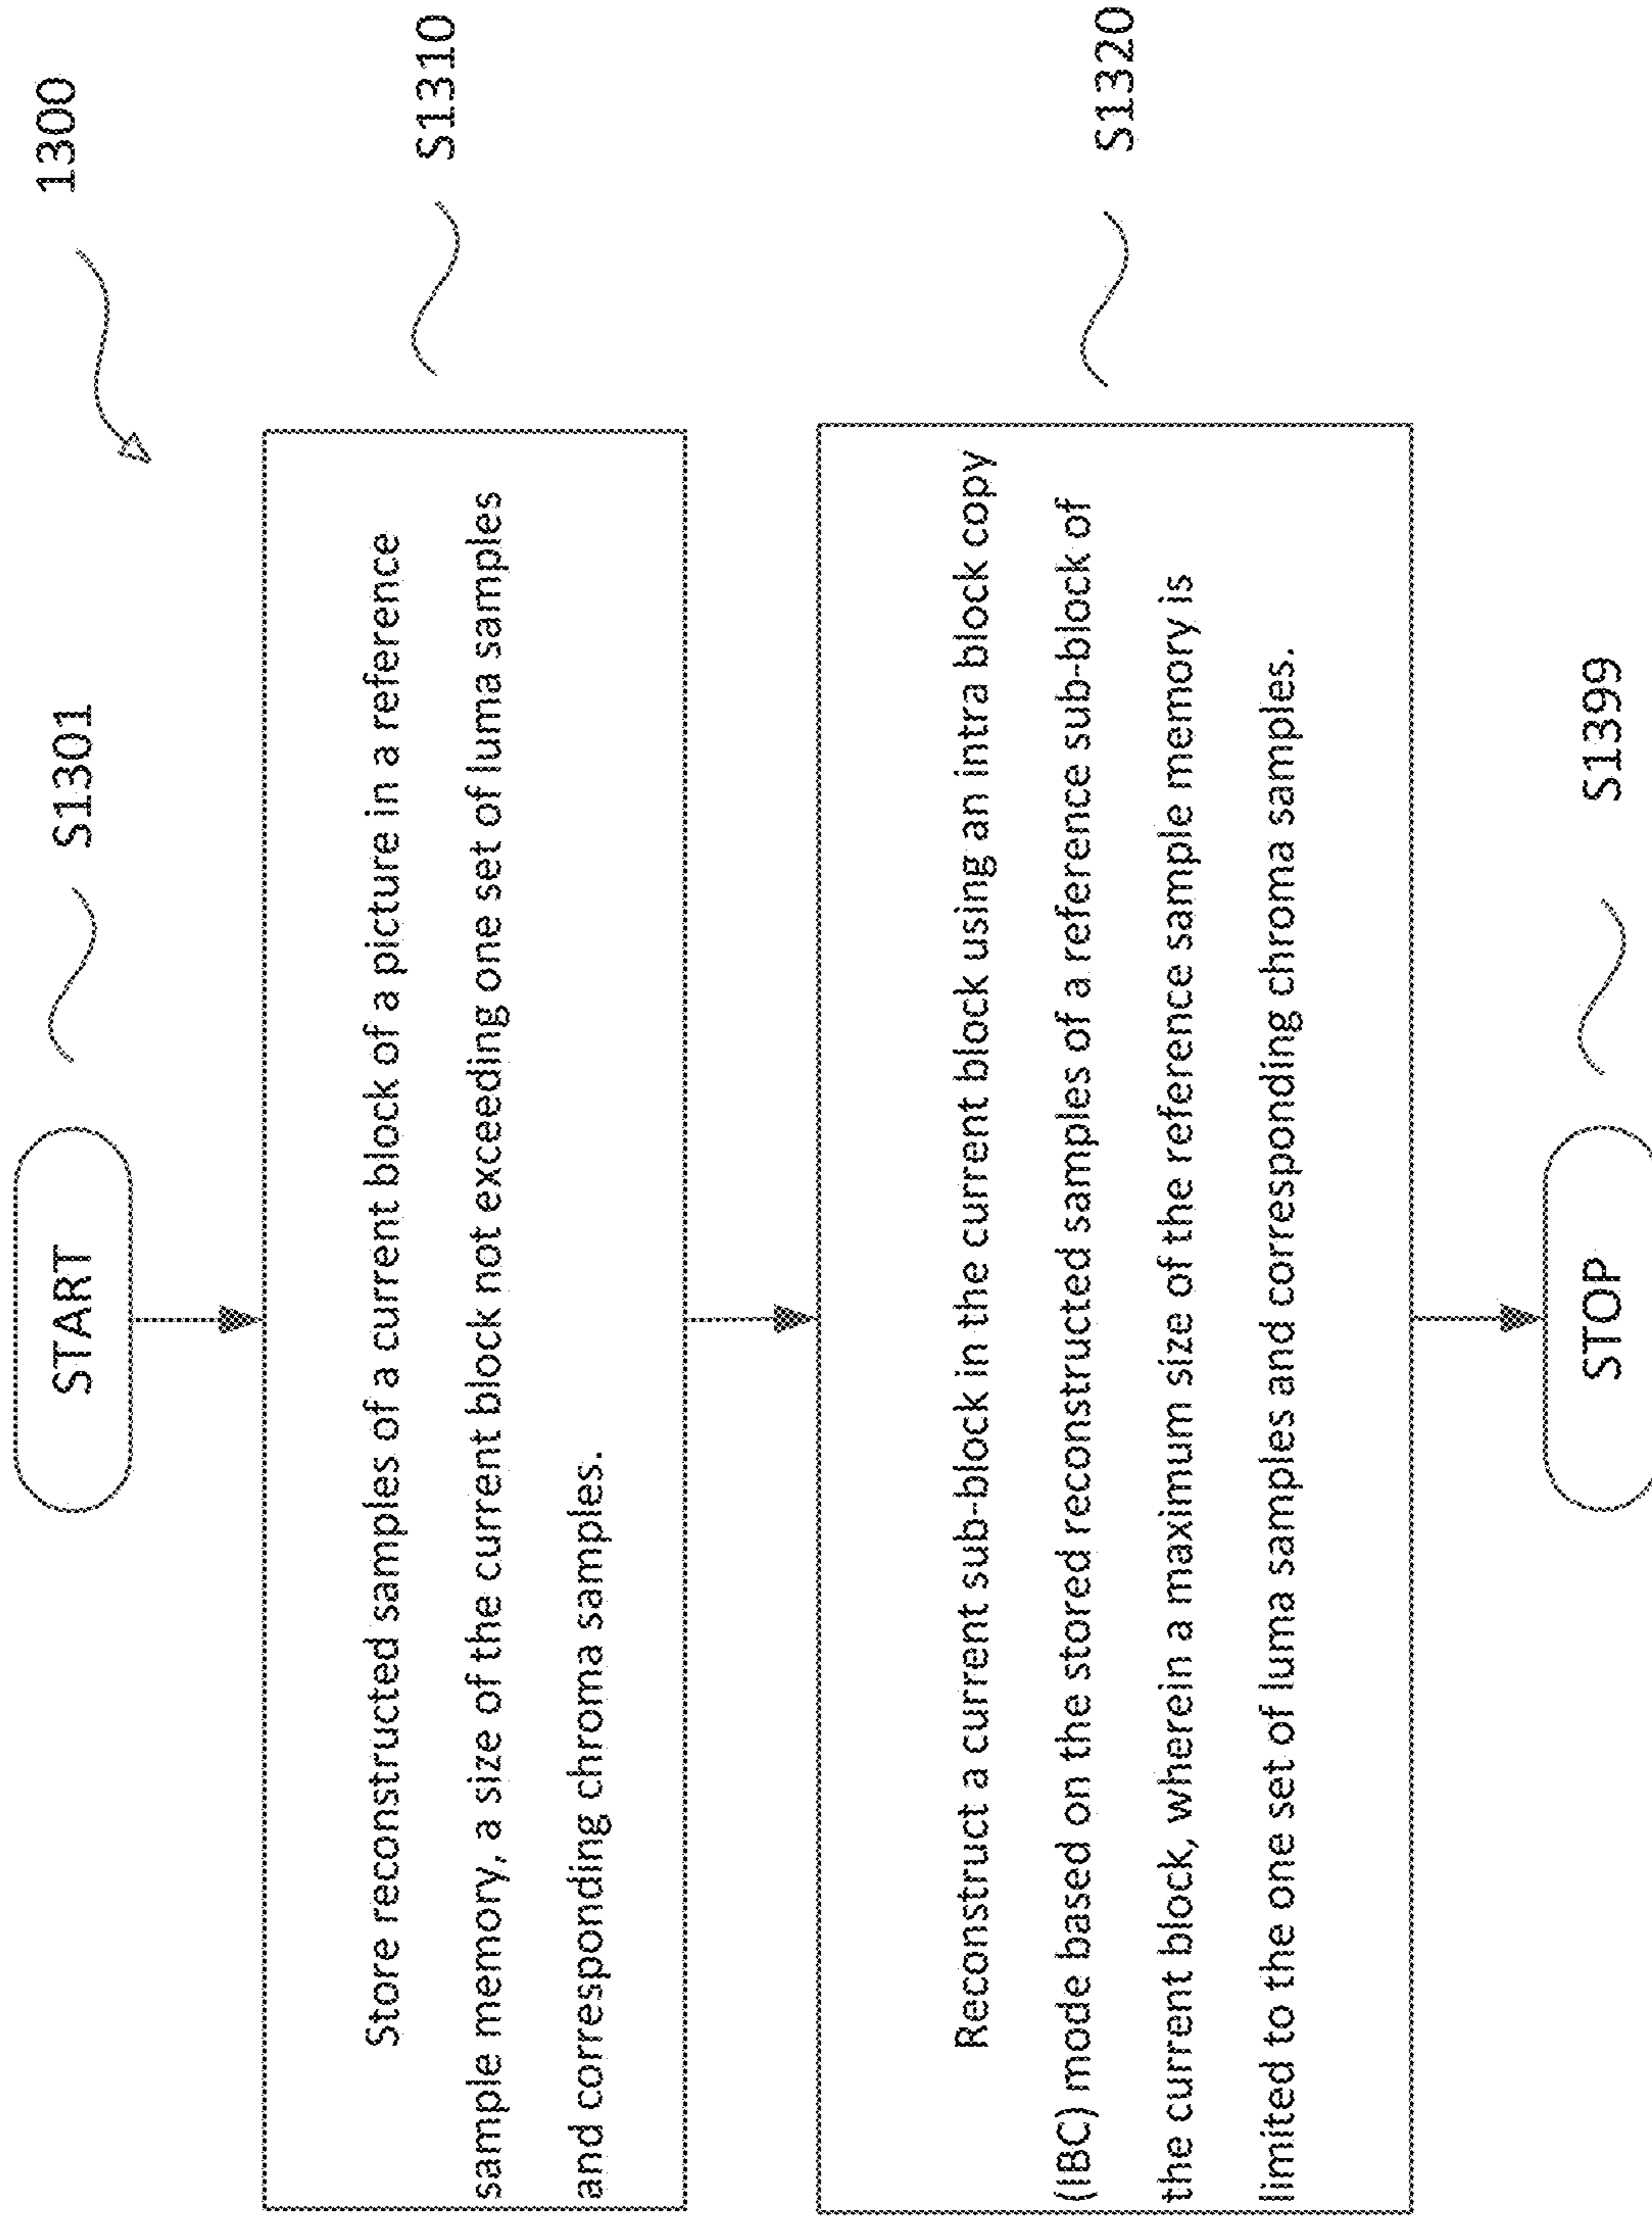 1300
START
S1301
Store reconstructed samples of a current block of a picture in a reference
sample memory, a size of the current block not exceeding one set of luma samples
and corresponding chroma samples.
S1310
Reconstruct a current sub-block in the current block using an intra block copy
(IBC) mode based on the stored reconstructed samples of a reference sub-block of
the current block, wherein a maximum size of the reference sample memory is
limited to the one set of luma samples and corresponding chroma samples.
S1320
STOP
S1399